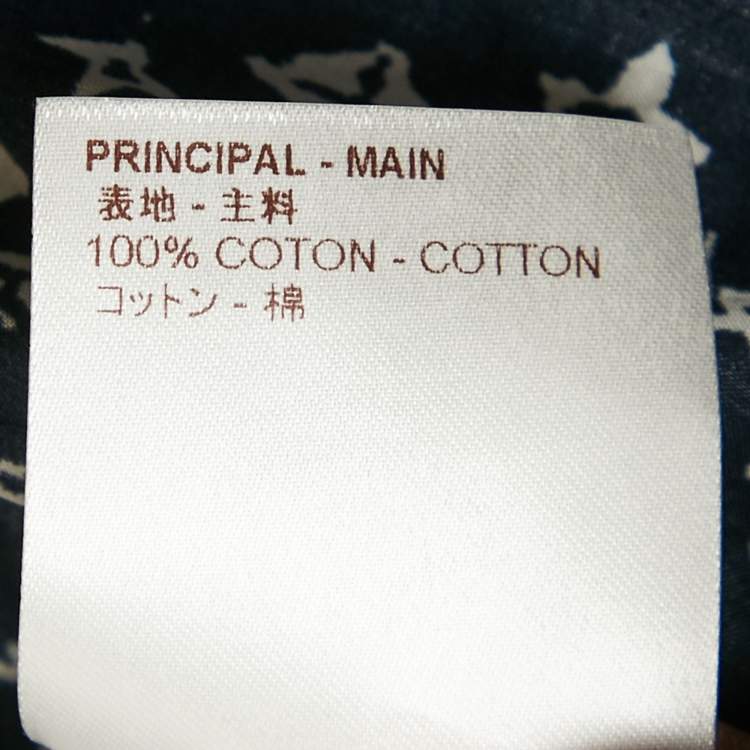 PRINCIPAL - MAIN
表地 - 主料
100% COTON - COTTON
コットン - 棉